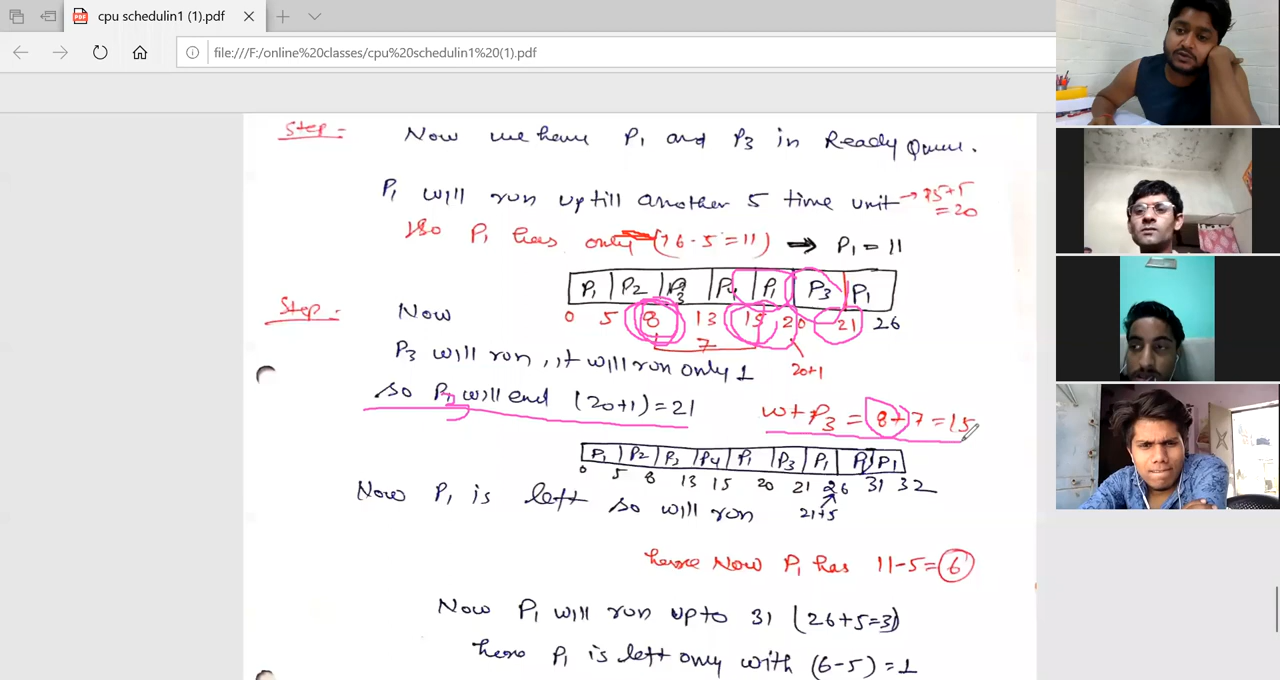 cpu schedulin1 (1).pdf
file:///F:/online%20classes/cpu%20schedulin1%20(1).pdf
Step:- Now we have P1 and P3 in Ready Queue.
P1 will run up till another 5 time unit → 15+5
=20
So P1 has only (16-5=11) → P1 = 11
P1 P2 P3 P4 P1 P3 P1
0 5 8 13 15 20 21 26
7
20+1
Step:- Now
P3 will run, it will run only 1
So P3 will end (20+1)=21
wt P3 = 8+7=15
P1 P2 P3 P4 P1 P3 P1 P1 P1
0 5 8 13 15 20 21 26 31 32
21+5
Now P1 is left so will run
hence Now P1 has 11-5=6
Now P1 will run upto 31 (26+5=31)
here P1 is left only with (6-5)=1